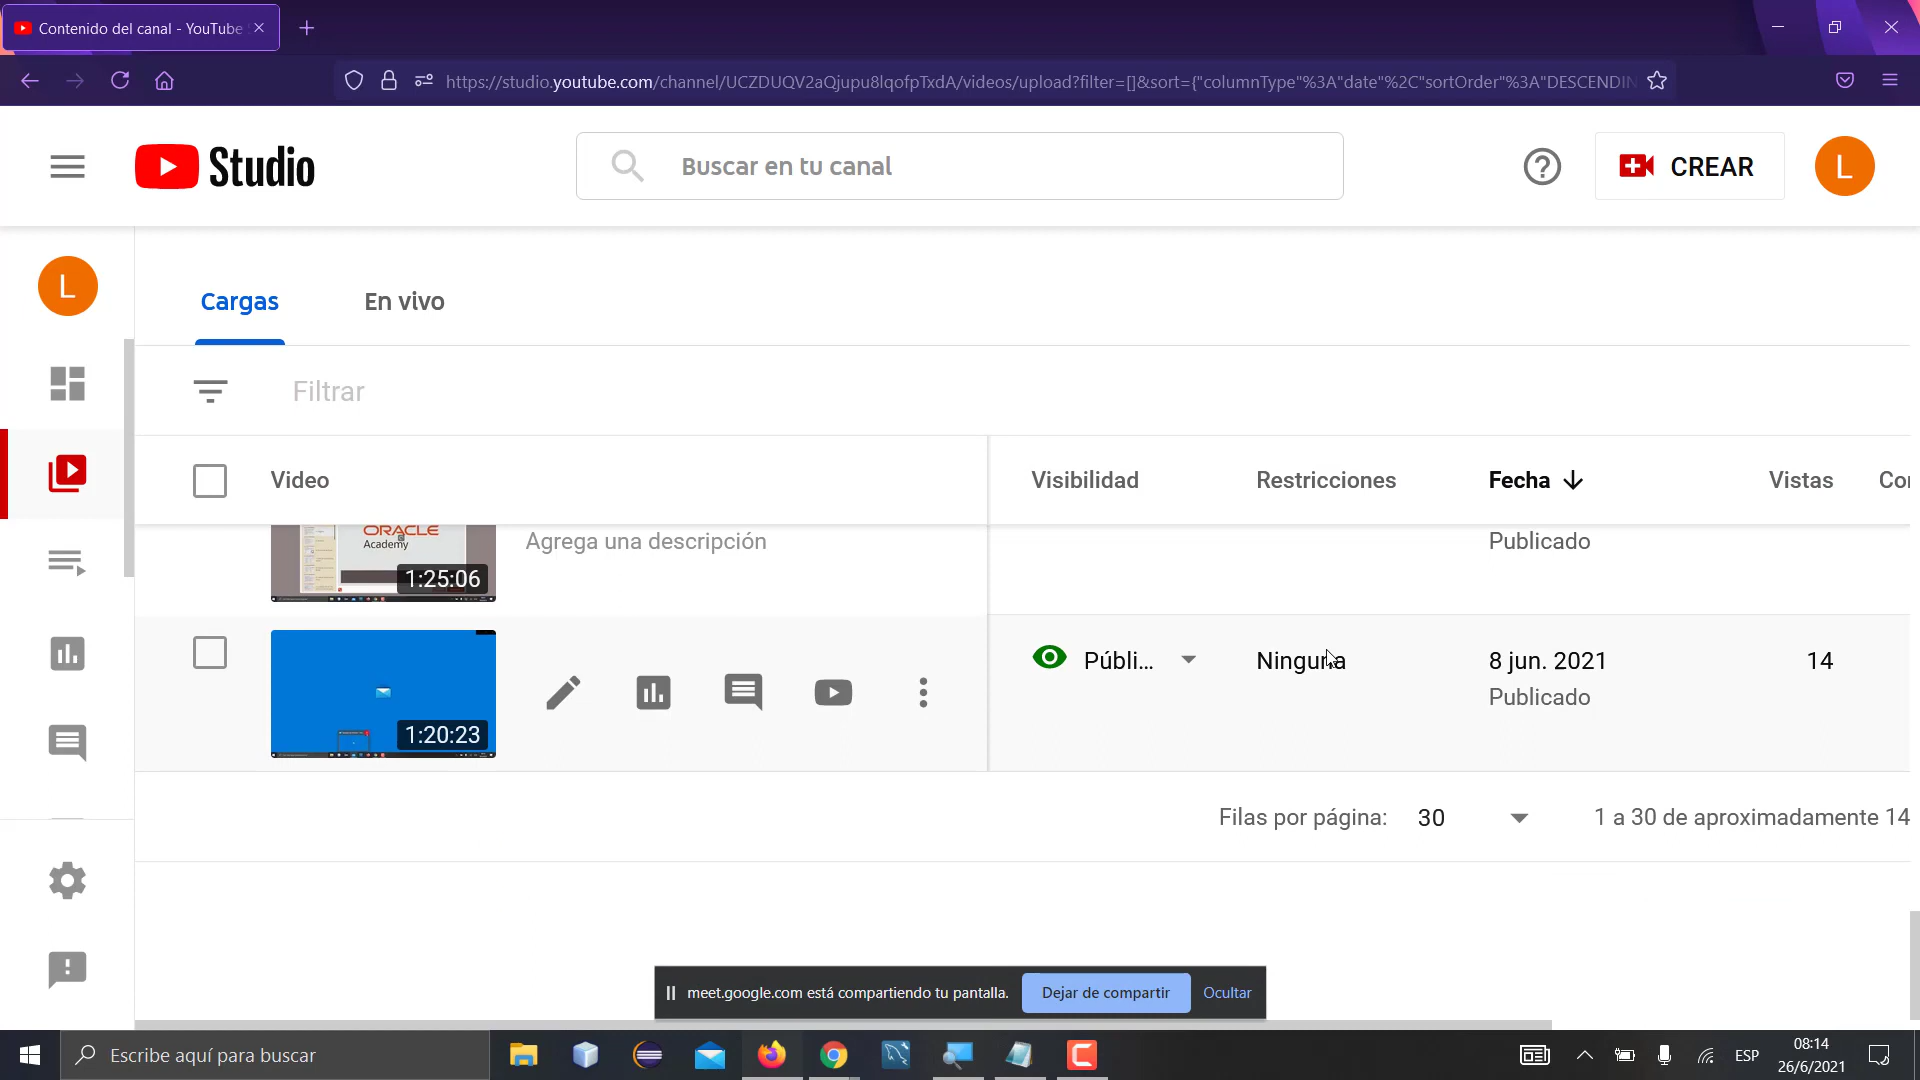 Contenido del canal - YouTube
https://studio.youtube.com/channel/UCZDUQV2aQjupu8lqofpTxdA/videos/upload?filter=[]&sort={"columnType"%3A"date"%2C"sortOrder"%3A"DESCENDIN
Studio
Buscar en tu canal
CREAR
L
L
Cargas
En vivo
Filtrar
Video
Visibilidad
Restricciones
Fecha
Vistas
Cor
ORACLE
Academy
1:25:06
Agrega una descripción
Publicado
1:20:23
Públi...
Ninguna
8 jun. 2021
Publicado
14
Filas por página:
30
1 a 30 de aproximadamente 14
meet.google.com está compartiendo tu pantalla.
Dejar de compartir
Ocultar
Escribe aquí para buscar
ESP
08:14
26/6/2021